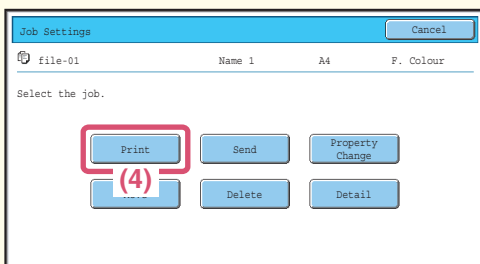 Job Settings Cancel
file-01 Name 1 A4 F. Colour
Select the job.
Print Send Property Change
(4) Delete Detail